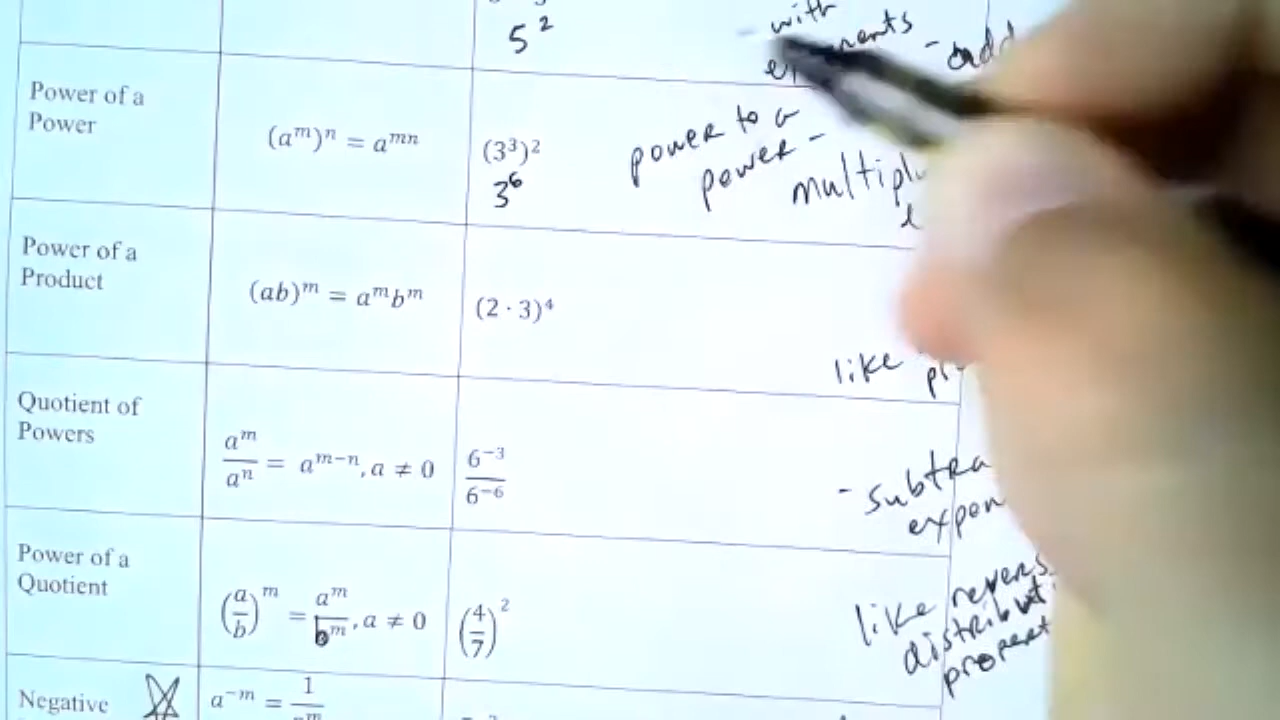 5²
with
- add
Power of a
Power
(aᵐ)ⁿ = aᵐⁿ
(3³)²
3⁶
power to a
power -
Power of a
Product
(ab)ᵐ = aᵐbᵐ
(2 · 3)⁴
like
Quotient of
Powers
aᵐ/aⁿ = aᵐ⁻ⁿ, a ≠ 0
6⁻³/6⁻⁶
Power of a
Quotient
(a/b)ᵐ = aᵐ/bᵐ, a ≠ 0
(4/7)²
like
Negative
a⁻ᵐ = 1/aᵐ